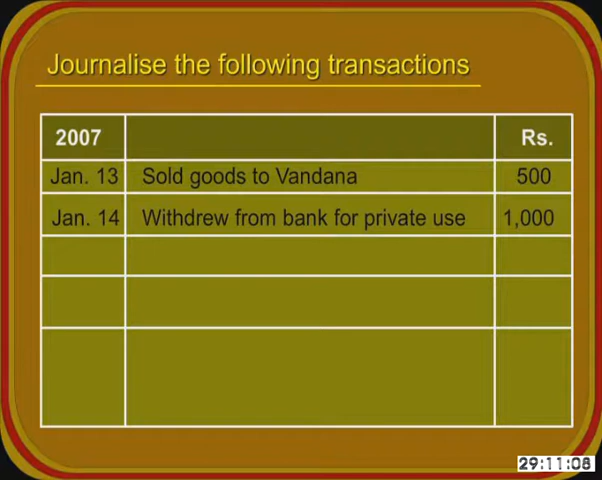 Journalise the following transactions
2007 Rs.
Jan. 13 Sold goods to Vandana 500
Jan. 14 Withdrew from bank for private use 1,000
29:11:08